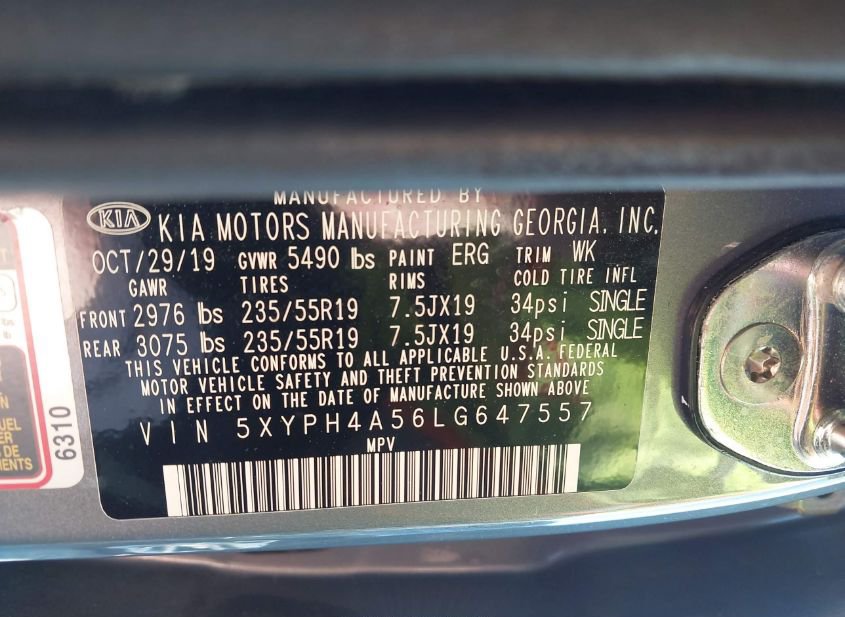 MANUFACTURED BY
KIA KIA MOTORS MANUFACTURING GEORGIA, INC.
OCT/29/19 GVWR 5490 lbs PAINT ERG TRIM WK
GAWR TIRES RIMS COLD TIRE INFL
FRONT 2976 lbs 235/55R19 7.5JX19 34psi SINGLE
REAR 3075 lbs 235/55R19 7.5JX19 34psi SINGLE
THIS VEHICLE CONFORMS TO ALL APPLICABLE U.S.A. FEDERAL
MOTOR VEHICLE SAFETY AND THEFT PREVENTION STANDARDS
IN EFFECT ON THE DATE OF MANUFACTURE SHOWN ABOVE
VIN 5XYPH4A56LG647557
MPV
6310